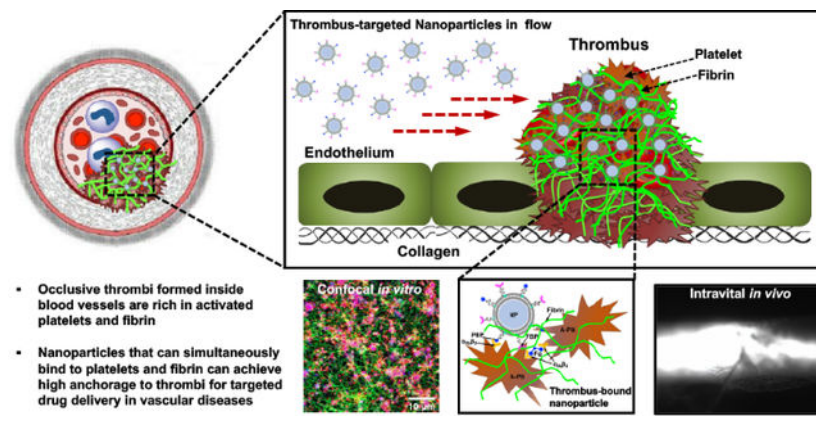 Thrombus-targeted Nanoparticles in flow
Thrombus
Platelet
Fibrin
Endothelium
Collagen
▪ Occlusive thrombi formed inside
blood vessels are rich in activated
platelets and fibrin
▪ Nanoparticles that can simultaneously
bind to platelets and fibrin can achieve
high anchorage to thrombi for targeted
drug delivery in vascular diseases
Confocal in vitro
10 µm
NP
Fibrin
A-Plt
A-Plt
Thrombus-bound
nanoparticle
Intravital in vivo